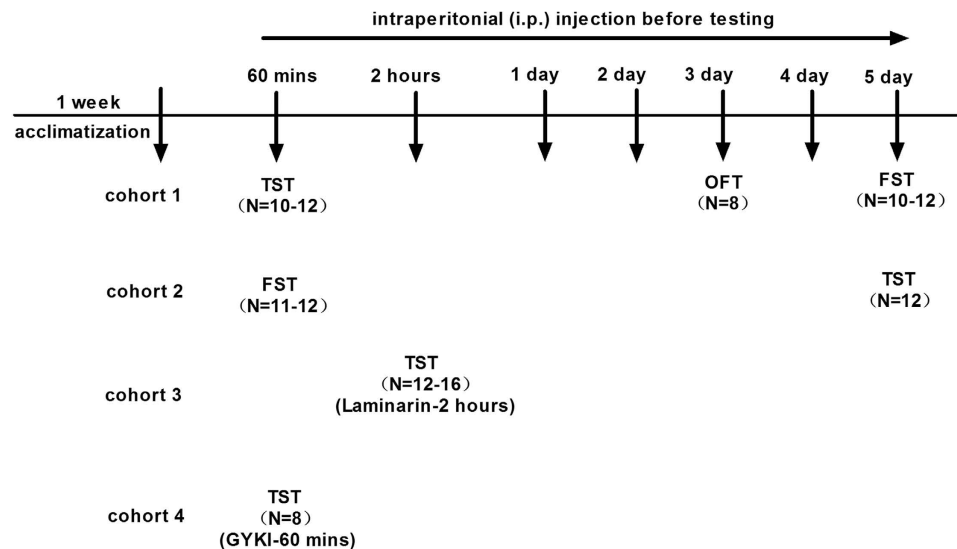 intraperitonial (i.p.) injection before testing
60 mins 2 hours 1 day 2 day 3 day 4 day 5 day
1 week
acclimatization
cohort 1 TST OFT FST
（N=10-12） （N=8） （N=10-12）
cohort 2 FST TST
（N=11-12） （N=12）
cohort 3 TST
（N=12-16）
(Laminarin-2 hours)
cohort 4 TST
（N=8）
(GYKI-60 mins)